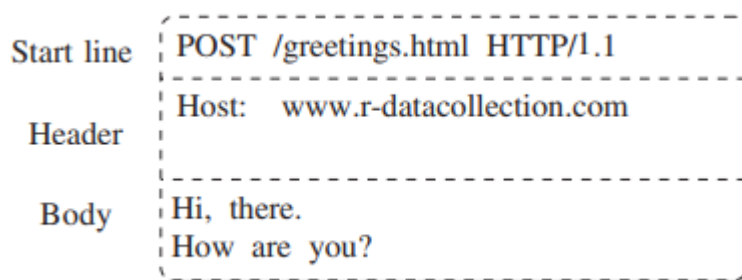 Start line POST /greetings.html HTTP/1.1
Header Host: www.r-datacollection.com
Body Hi, there.
How are you?